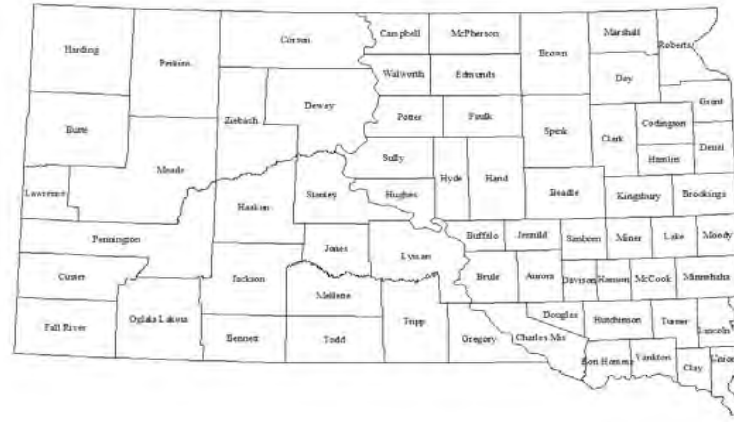 Harding
Perkins
Corson
Campbell
McPherson
Brown
Marshall
Roberts
Walworth
Edmunds
Day
Butte
Ziebach
Dewey
Potter
Faulk
Spink
Clark
Codington
Grant
Hamlin
Deuel
Lawrence
Meade
Sully
Hyde
Hand
Haakon
Stanley
Hughes
Beadle
Kingsbury
Brookings
Pennington
Jones
Lyman
Buffalo
Jerauld
Sanborn
Miner
Lake
Moody
Custer
Jackson
Brule
Aurora
Davison
Hanson
McCook
Minnehaha
Mellette
Fall River
Oglala Lakota
Bennett
Todd
Tripp
Gregory
Charles Mix
Douglas
Hutchinson
Turner
Lincoln
Bon Homme
Yankton
Clay
Union